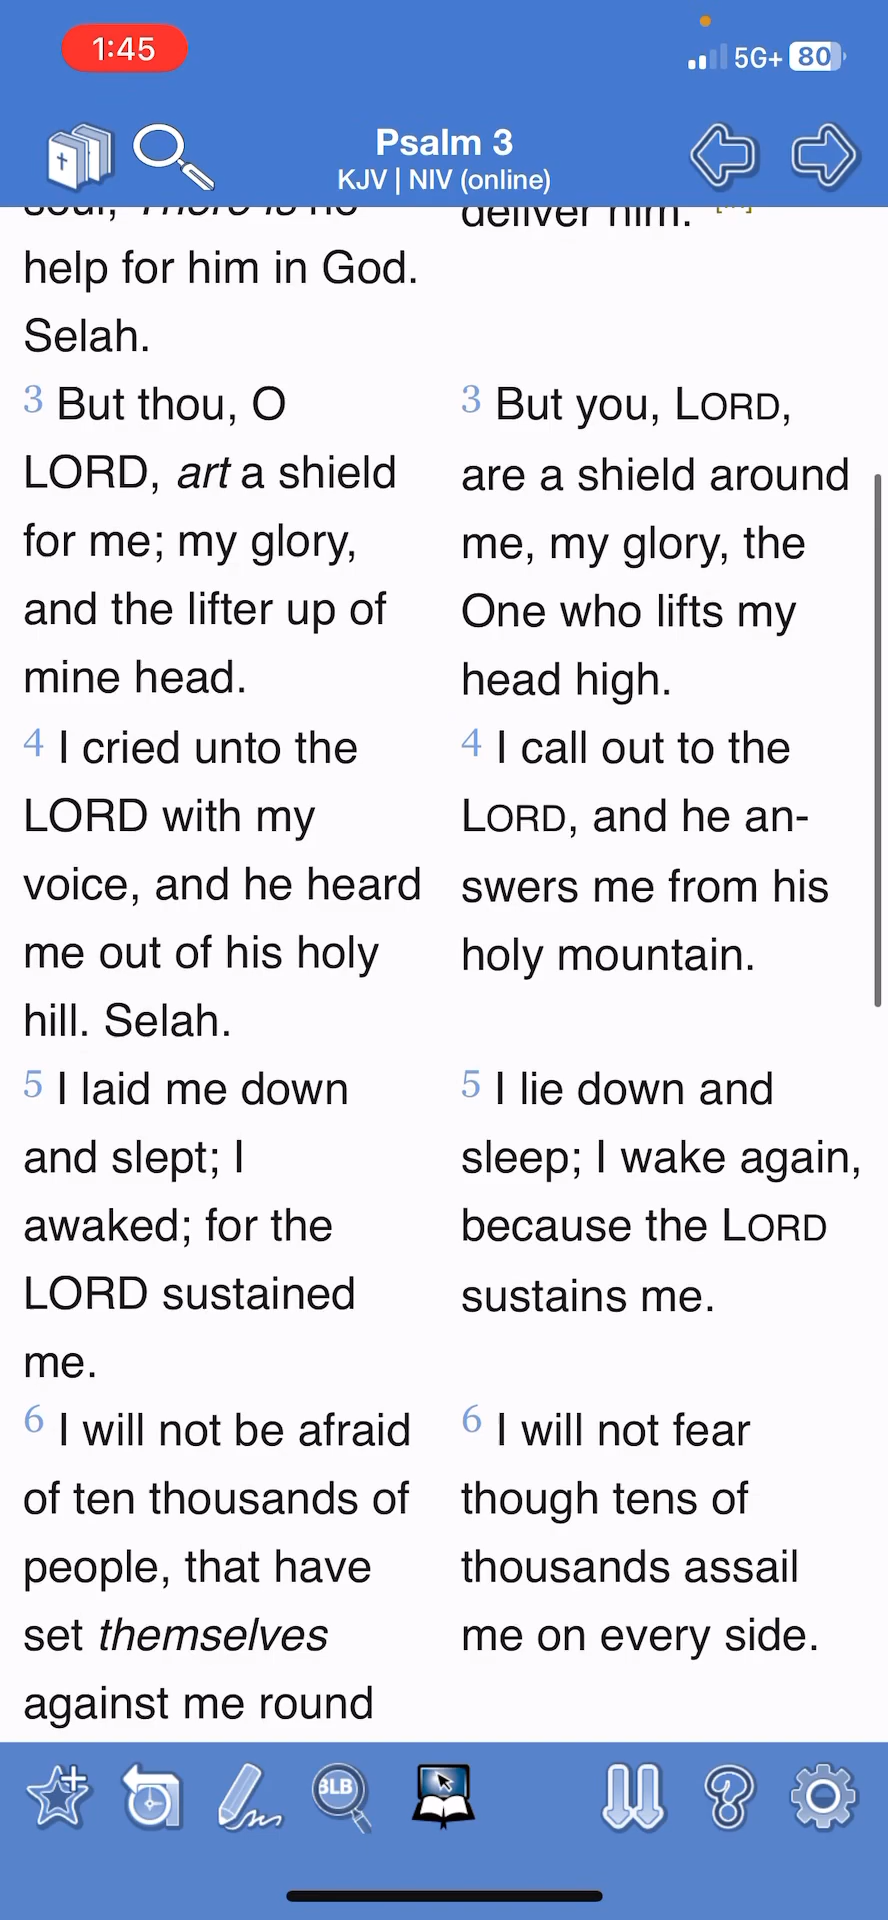 1:45
5G+ 80
Psalm 3
KJV | NIV (online)
soul, There is no
help for him in God.
Selah.
3 But thou, O
LORD, art a shield
for me; my glory,
and the lifter up of
mine head.
4 I cried unto the
LORD with my
voice, and he heard
me out of his holy
hill. Selah.
5 I laid me down
and slept; I
awaked; for the
LORD sustained
me.
6 I will not be afraid
of ten thousands of
people, that have
set themselves
against me round
deliver him.
3 But you, LORD,
are a shield around
me, my glory, the
One who lifts my
head high.
4 I call out to the
LORD, and he an-
swers me from his
holy mountain.
5 I lie down and
sleep; I wake again,
because the LORD
sustains me.
6 I will not fear
though tens of
thousands assail
me on every side.
BLB